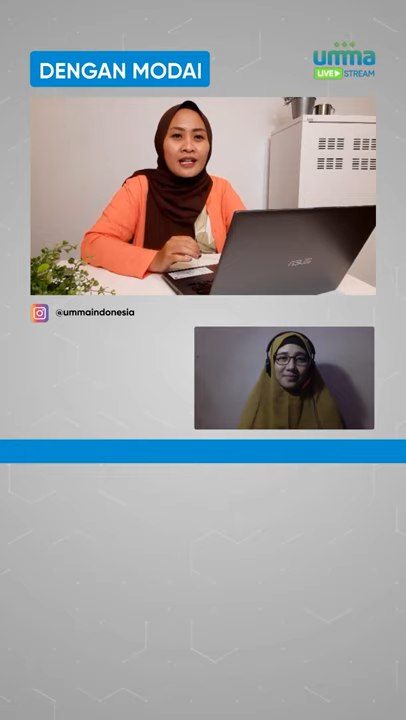 DENGAN MODAI
umma
LIVE STREAM
ASUS
@ummaindonesia